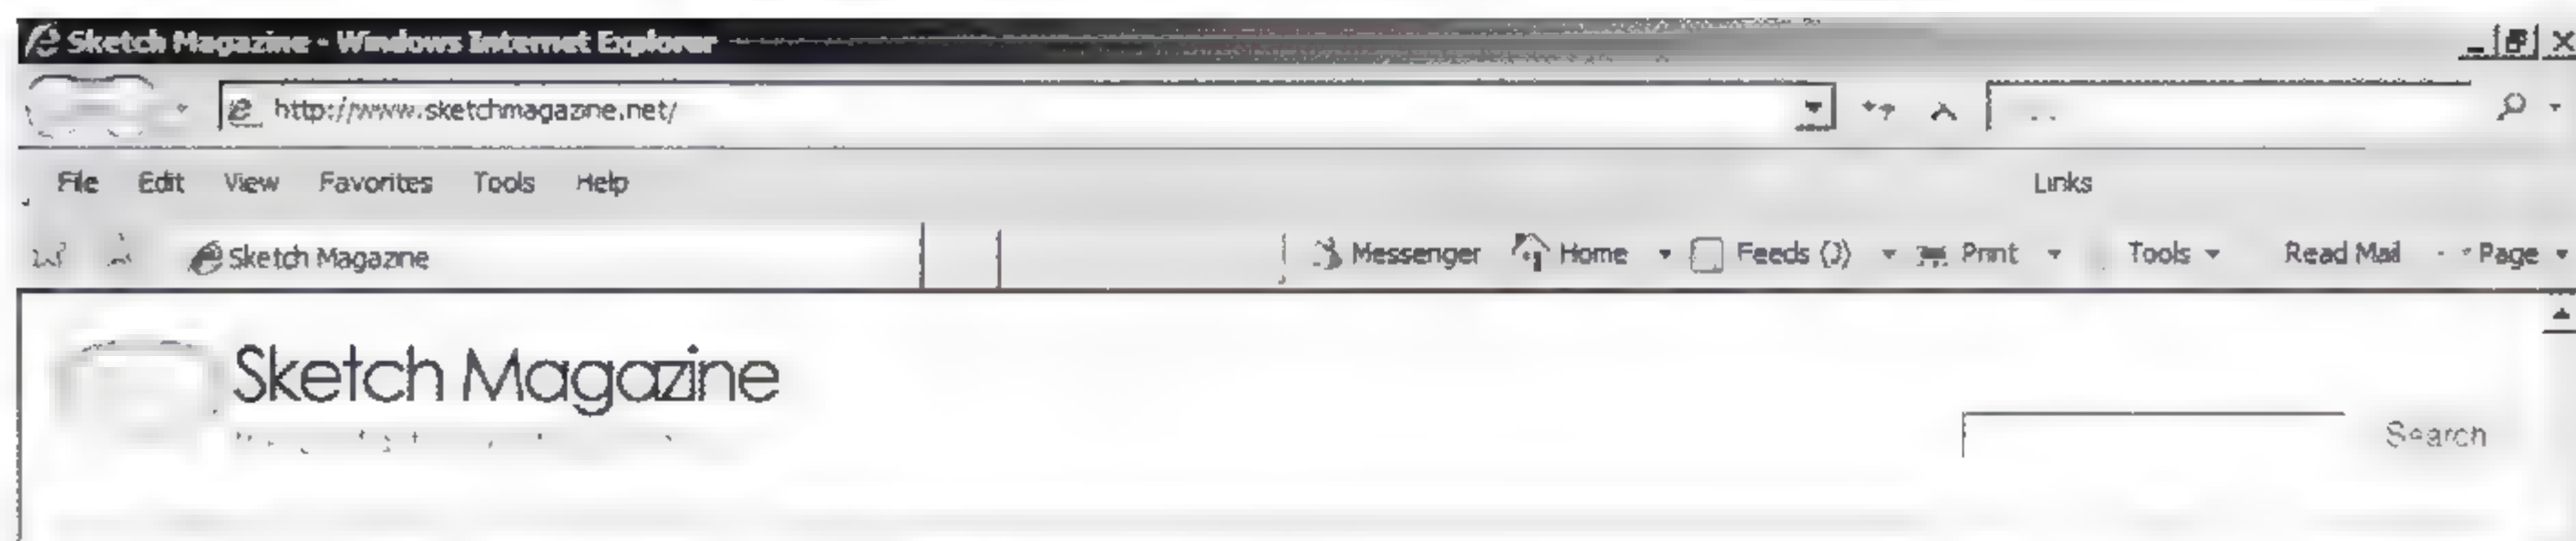 Sketch Magazine - Windows Internet Explorer
http://www.sketchmagazine.net/
File Edit View Favorites Tools Help Links
Sketch Magazine Messenger Home Feeds (J) Print Tools Read Mail Page
Sketch Magazine
Search